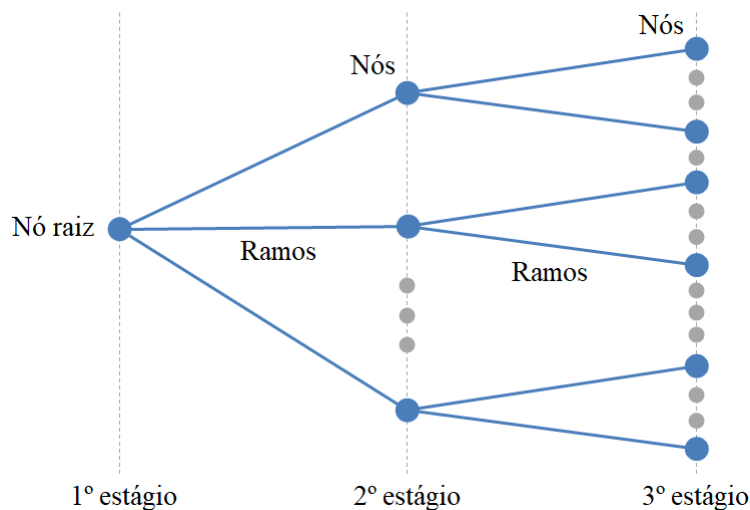 Nós
Nós
Nó raiz
Ramos
Ramos
1º estágio
2º estágio
3º estágio